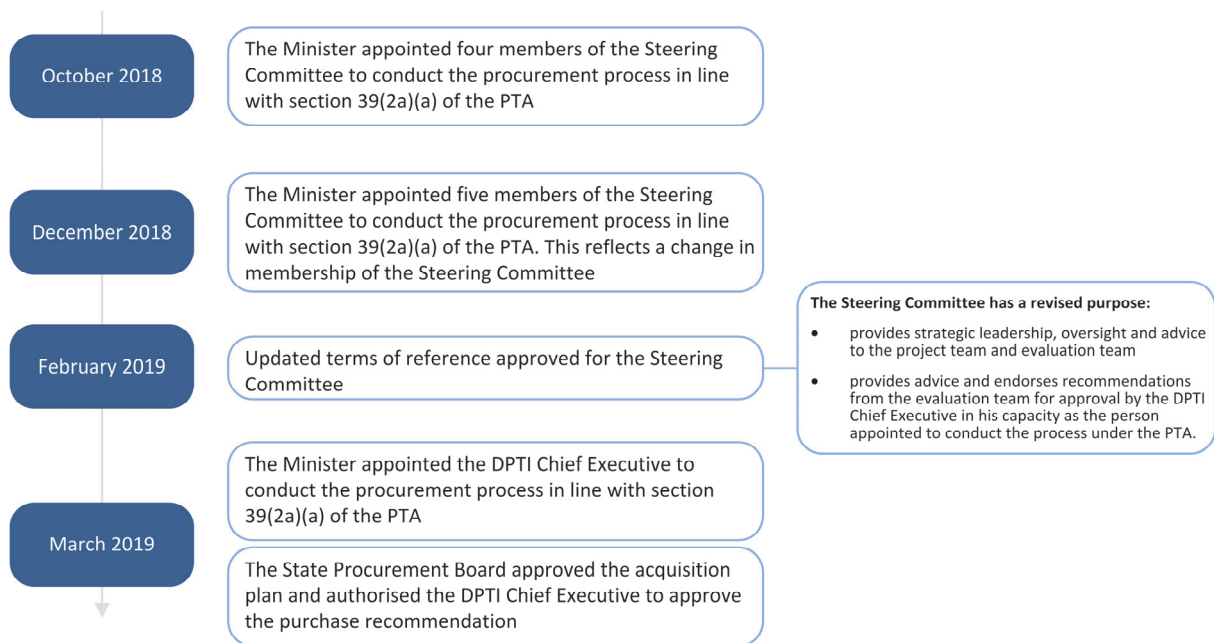 October 2018
The Minister appointed four members of the Steering
Committee to conduct the procurement process in line
with section 39(2a)(a) of the PTA
December 2018
The Minister appointed five members of the Steering
Committee to conduct the procurement process in line
with section 39(2a)(a) of the PTA. This reflects a change in
membership of the Steering Committee
February 2019
Updated terms of reference approved for the Steering
Committee
The Steering Committee has a revised purpose:
• provides strategic leadership, oversight and advice
to the project team and evaluation team
• provides advice and endorses recommendations
from the evaluation team for approval by the DPTI
Chief Executive in his capacity as the person
appointed to conduct the process under the PTA.
March 2019
The Minister appointed the DPTI Chief Executive to
conduct the procurement process in line with section
39(2a)(a) of the PTA
The State Procurement Board approved the acquisition
plan and authorised the DPTI Chief Executive to approve
the purchase recommendation